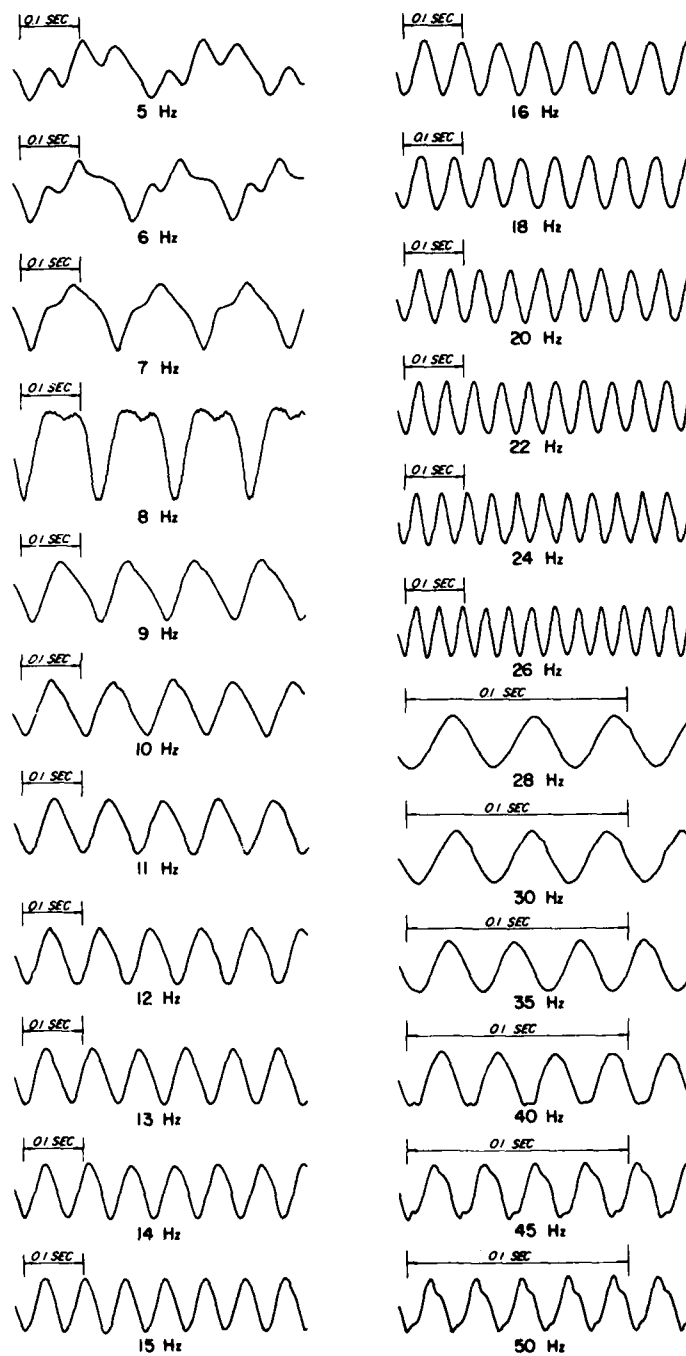 0.1 SEC
5 Hz
0.1 SEC
6 Hz
0.1 SEC
7 Hz
0.1 SEC
8 Hz
0.1 SEC
9 Hz
0.1 SEC
10 Hz
0.1 SEC
11 Hz
0.1 SEC
12 Hz
0.1 SEC
13 Hz
0.1 SEC
14 Hz
0.1 SEC
15 Hz
0.1 SEC
16 Hz
0.1 SEC
18 Hz
0.1 SEC
20 Hz
0.1 SEC
22 Hz
0.1 SEC
24 Hz
0.1 SEC
26 Hz
0.1 SEC
28 Hz
0.1 SEC
30 Hz
0.1 SEC
35 Hz
0.1 SEC
40 Hz
0.1 SEC
45 Hz
0.1 SEC
50 Hz